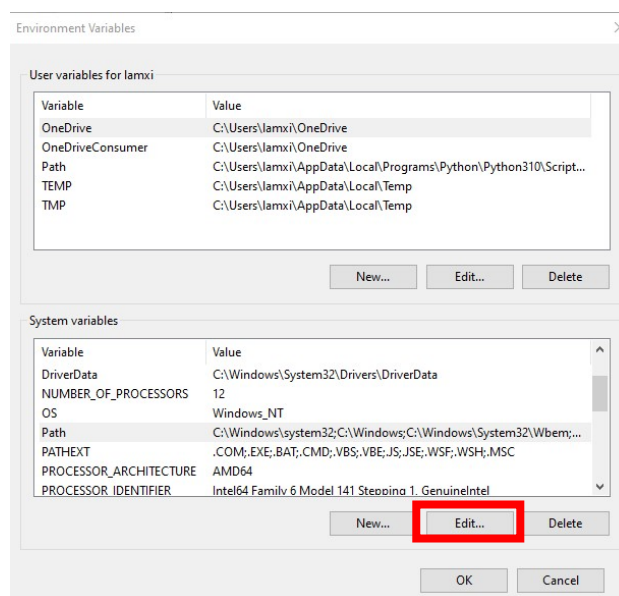 Environment Variables
User variables for lamxi
Variable Value
OneDrive C:\Users\lamxi\OneDrive
OneDriveConsumer C:\Users\lamxi\OneDrive
Path C:\Users\lamxi\AppData\Local\Programs\Python\Python310\Script...
TEMP C:\Users\lamxi\AppData\Local\Temp
TMP C:\Users\lamxi\AppData\Local\Temp
New... Edit... Delete
System variables
Variable Value
DriverData C:\Windows\System32\Drivers\DriverData
NUMBER_OF_PROCESSORS 12
OS Windows_NT
Path C:\Windows\system32;C:\Windows;C:\Windows\System32\Wbem;...
PATHEXT .COM;.EXE;.BAT;.CMD;.VBS;.VBE;.JS;.JSE;.WSF;.WSH;.MSC
PROCESSOR_ARCHITECTURE AMD64
PROCESSOR_IDENTIFIER Intel64 Family 6 Model 141 Stepping 1, GenuineIntel
New... Edit... Delete
OK Cancel